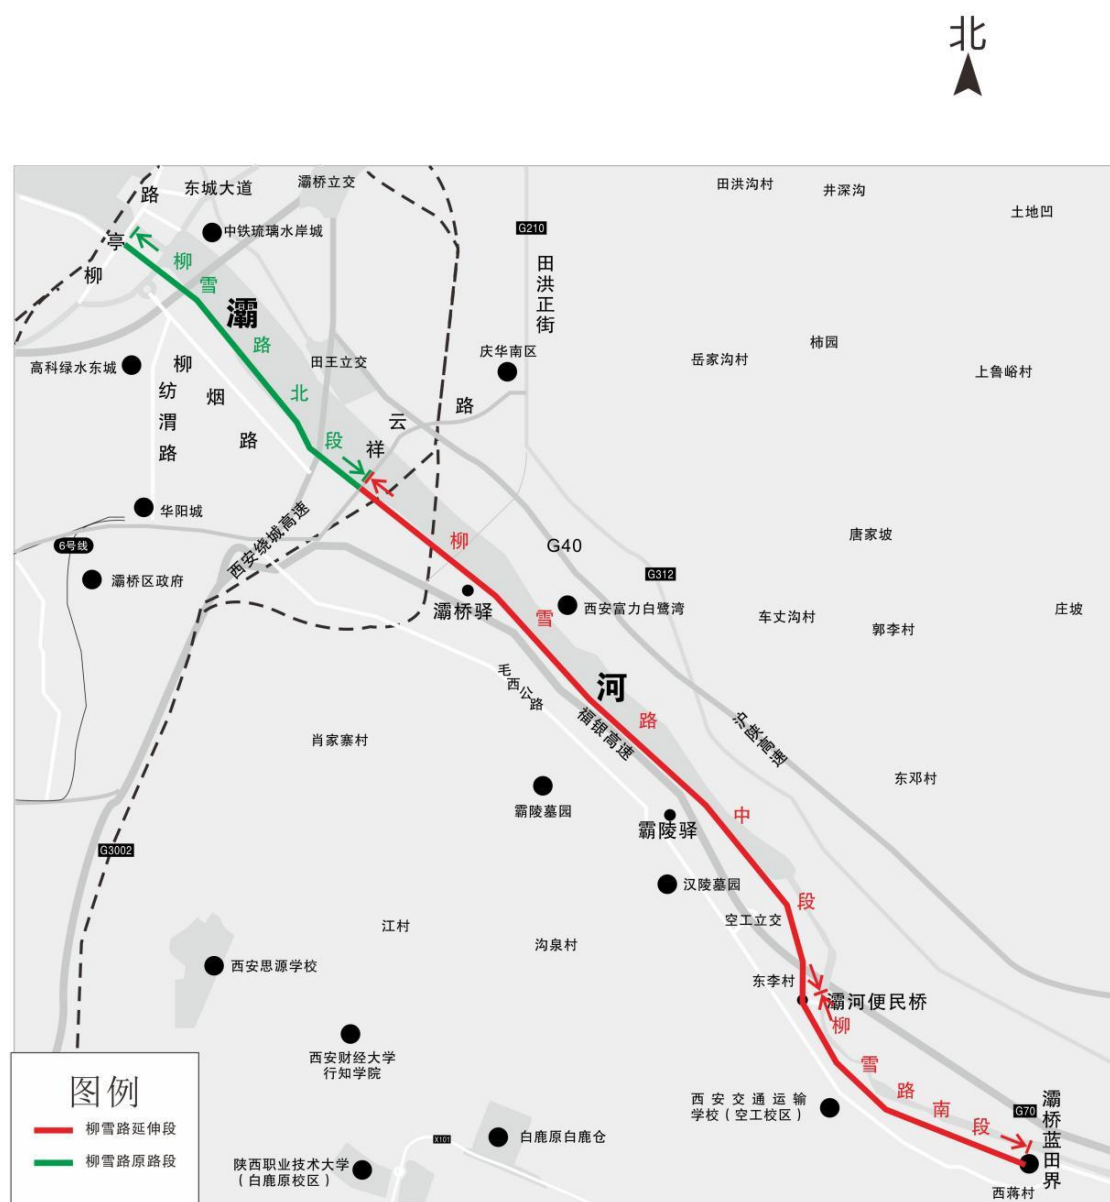 北
路
东城大道
灞桥立交
田洪沟村
井深沟
土地凹
中铁琉璃水岸城
G210
亭
柳
柳雪路北段
田洪正街
灞
柿园
高科绿水东城
柳烟路
田王立交
庆华南区
岳家沟村
上鲁峪村
纺渭路
祥云路
华阳城
西安绕城高速
6号线
灞桥区政府
G40
唐家坡
G312
灞桥驿
西安富力白鹭湾
车丈沟村
郭李村
庄坡
柳雪路中段
毛西公路
河
福银高速
沪陕高速
肖家寨村
东邓村
霸陵墓园
霸陵驿
G3002
汉陵墓园
江村
沟泉村
空工立交
西安思源学校
东李村
灞河便民桥
柳雪路南段
西安财经大学
行知学院
西安交通运输
学校(空工校区)
G70
灞桥蓝田界
X101
白鹿原白鹿仓
陕西职业技术大学
(白鹿原校区)
西蒋村
图例
柳雪路延伸段
柳雪路原路段